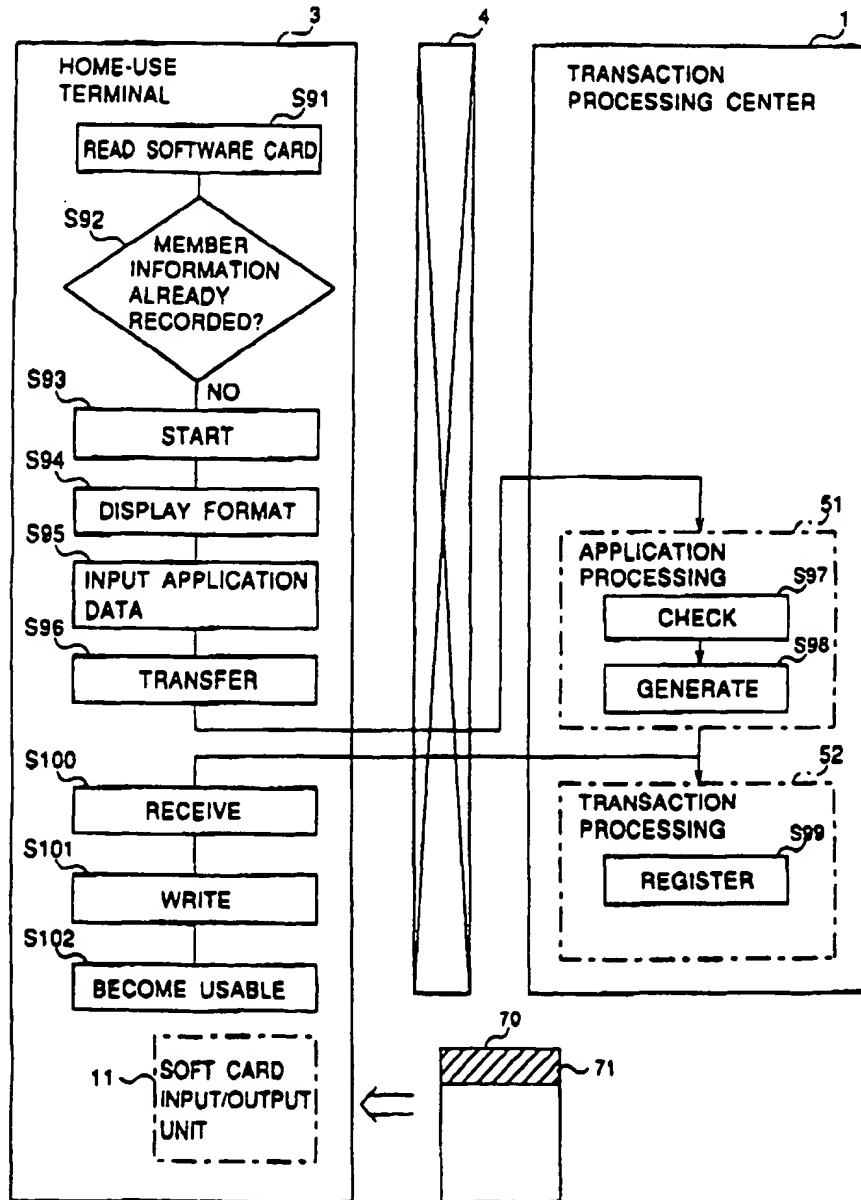 3
4
1
HOME-USE
TERMINAL
TRANSACTION
PROCESSING CENTER
S91
READ SOFTWARE CARD
S92
MEMBER
INFORMATION
ALREADY
RECORDED?
NO
S93
START
S94
DISPLAY FORMAT
S95
INPUT APPLICATION
DATA
S96
TRANSFER
51
APPLICATION
PROCESSING
S97
CHECK
S98
GENERATE
S100
RECEIVE
52
TRANSACTION
PROCESSING
S99
REGISTER
S101
WRITE
S102
BECOME USABLE
11
SOFT CARD
INPUT/OUTPUT
UNIT
70
71